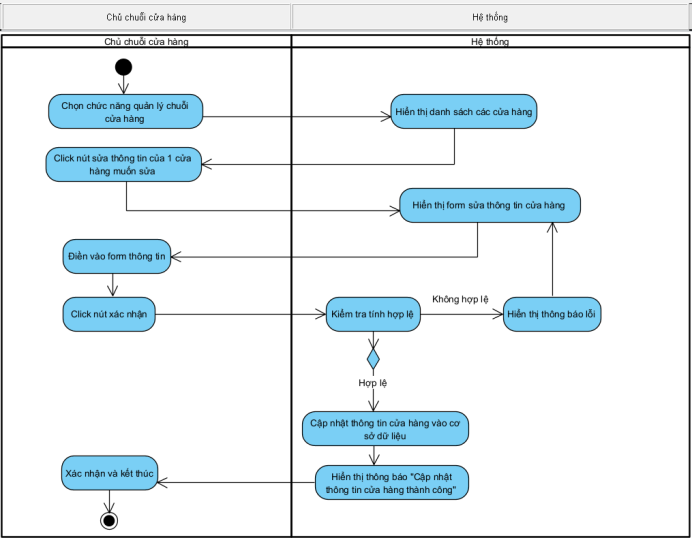 Chủ chuỗi cửa hàng
Hệ thống
Chủ chuỗi cửa hàng
Hệ thống
Chọn chức năng quản lý chuỗi
cửa hàng
Hiển thị danh sách các cửa hàng
Click nút sửa thông tin của 1 cửa
hàng muốn sửa
Hiển thị form sửa thông tin cửa hàng
Điền vào form thông tin
Click nút xác nhận
Kiểm tra tính hợp lệ
Không hợp lệ
Hiển thị thông báo lỗi
Hợp lệ
Cập nhật thông tin cửa hàng vào cơ
sở dữ liệu
Xác nhận và kết thúc
Hiển thị thông báo "Cập nhật
thông tin cửa hàng thành công"